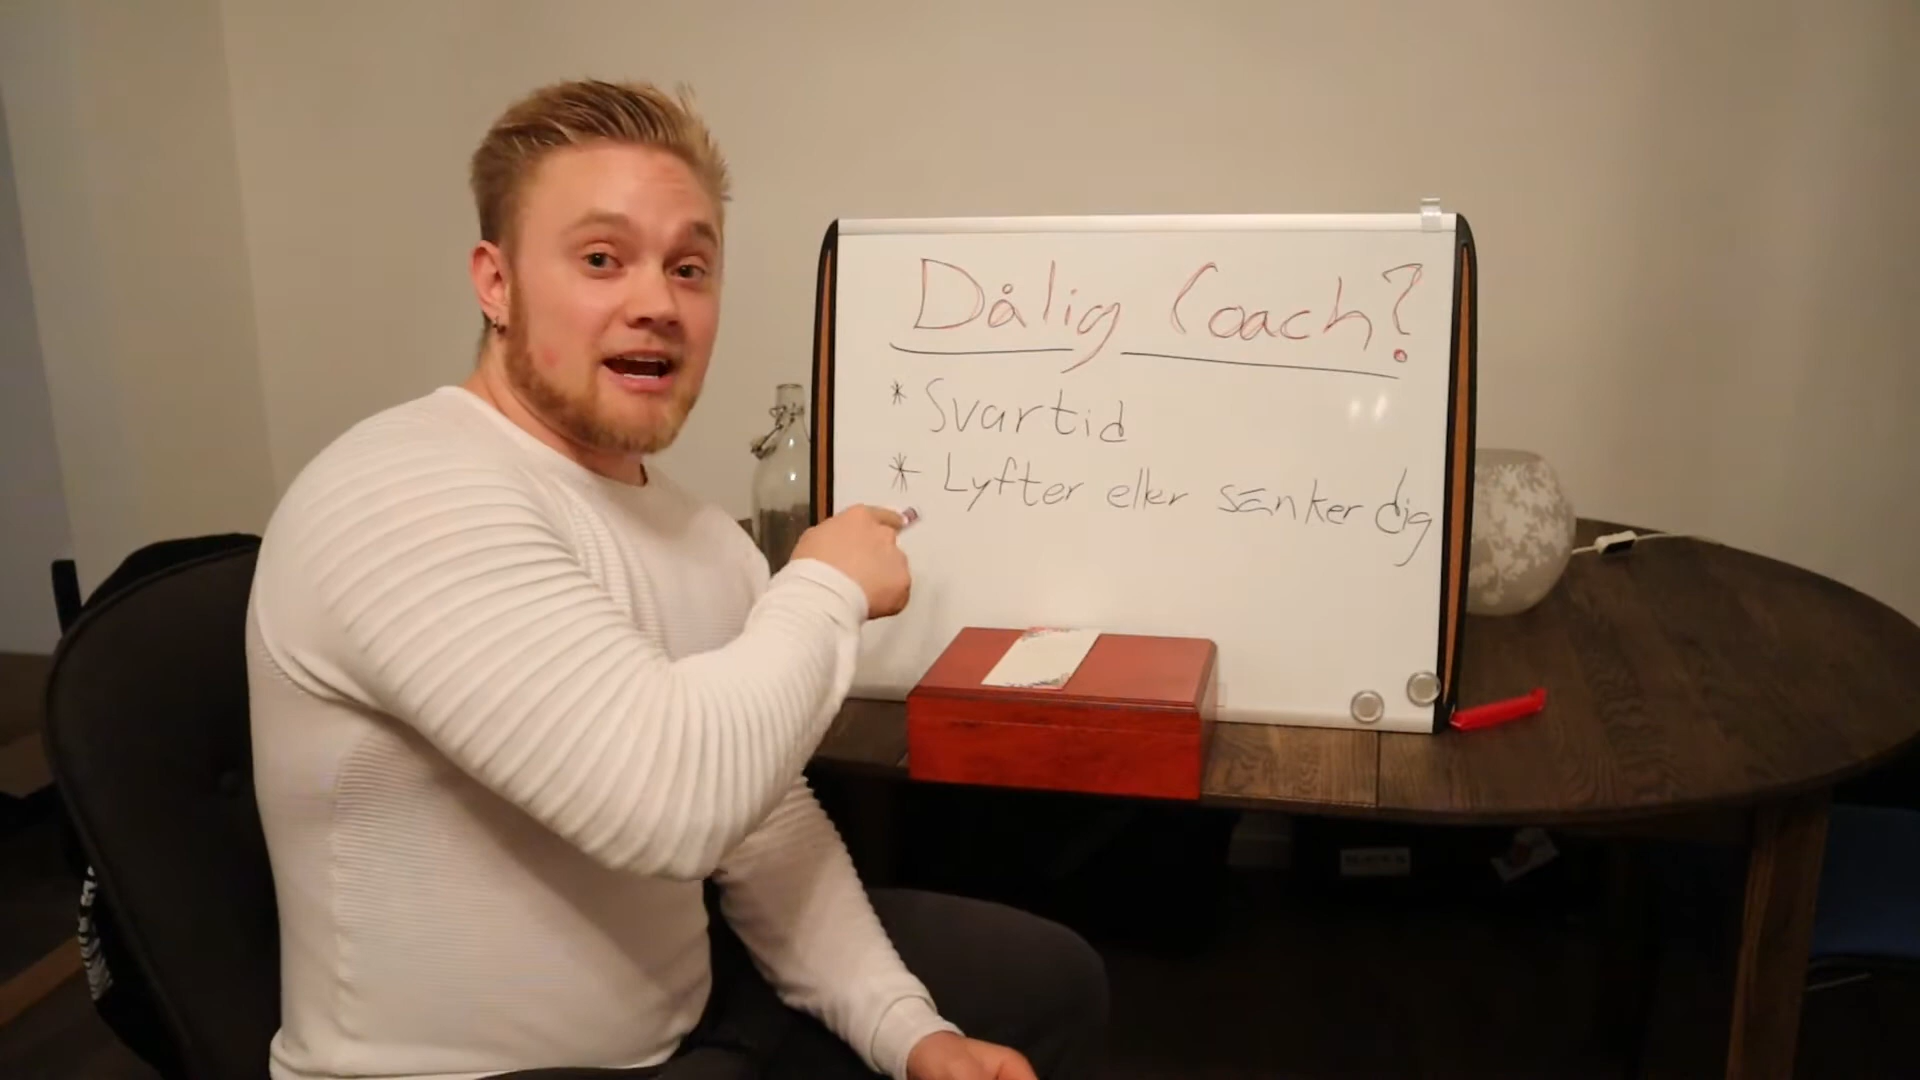 Dålig Coach?
* Svartid
* Lyfter eller sänker dig